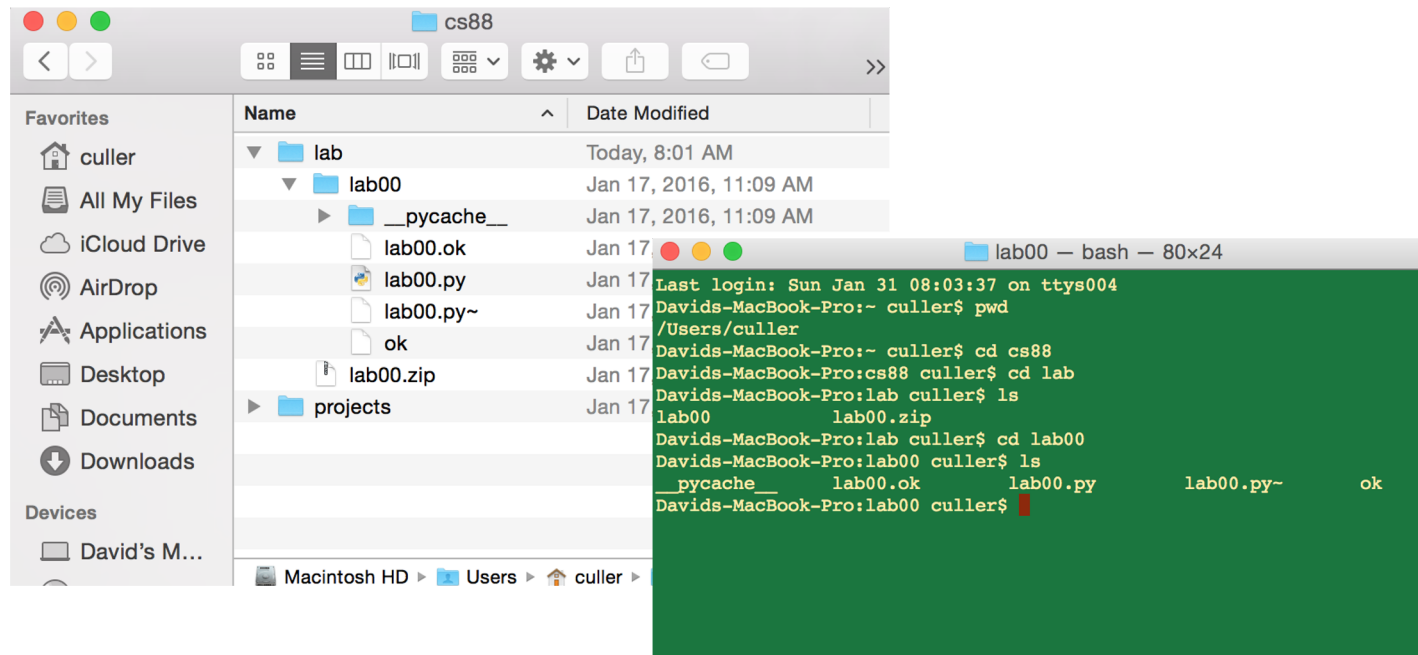 cs88
Favorites
culler
All My Files
iCloud Drive
AirDrop
Applications
Desktop
Documents
Downloads
Devices
David's M...
Name Date Modified
lab Today, 8:01 AM
lab00 Jan 17, 2016, 11:09 AM
__pycache__ Jan 17, 2016, 11:09 AM
lab00.ok Jan 17
lab00.py Jan 17
lab00.py~ Jan 17
ok Jan 17
lab00.zip Jan 17
projects Jan 17
Macintosh HD Users culler
lab00 — bash — 80×24
Last login: Sun Jan 31 08:03:37 on ttys004
Davids-MacBook-Pro:~ culler$ pwd
/Users/culler
Davids-MacBook-Pro:~ culler$ cd cs88
Davids-MacBook-Pro:cs88 culler$ cd lab
Davids-MacBook-Pro:lab culler$ ls
lab00 lab00.zip
Davids-MacBook-Pro:lab culler$ cd lab00
Davids-MacBook-Pro:lab00 culler$ ls
__pycache__ lab00.ok lab00.py lab00.py~ ok
Davids-MacBook-Pro:lab00 culler$